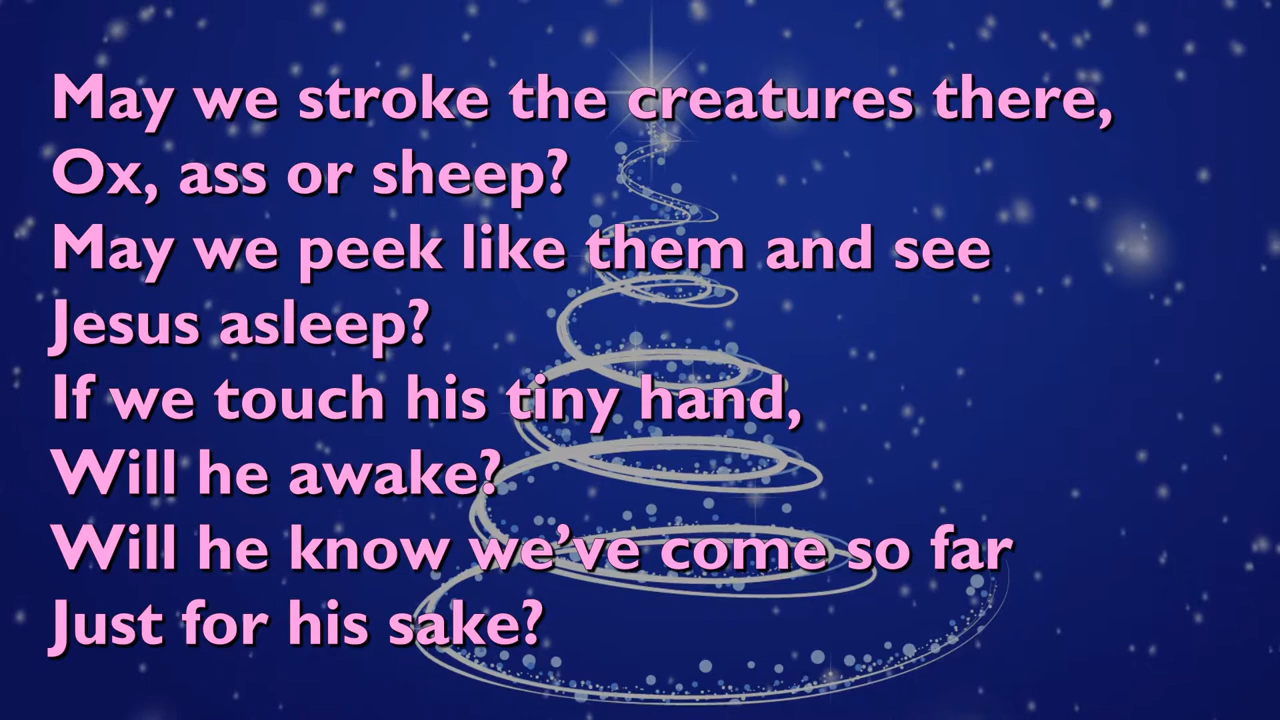 May we stroke the creatures there,
Ox, ass or sheep?
May we peek like them and see
Jesus asleep?
If we touch his tiny hand,
Will he awake?
Will he know we’ve come so far
Just for his sake?